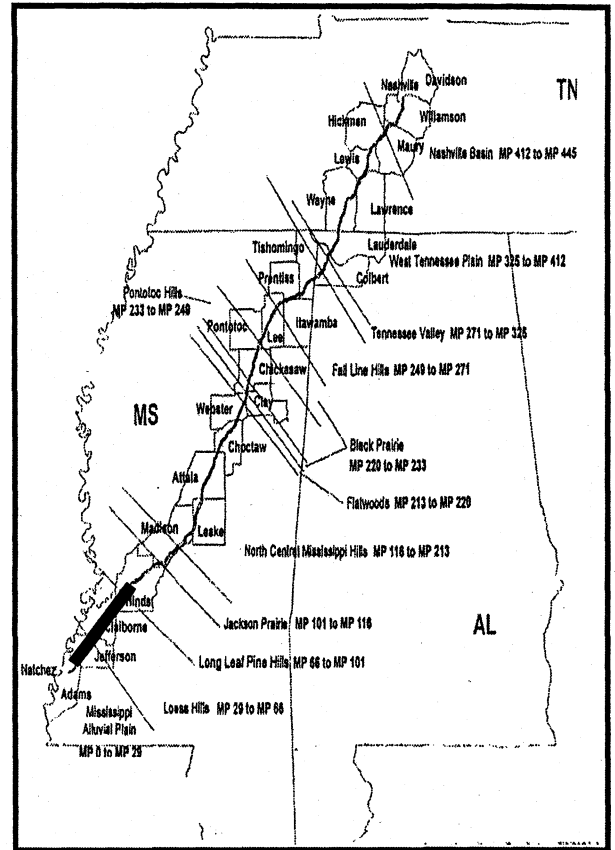 Davidson
Nashville
TN
Hickman
Williamson
Maury
Nashville Basin MP 412 to MP 445
Lewis
Wayne
Lawrence
Lauderdale
Tishomingo
West Tennessee Plain MP 325 to MP 412
Colbert
Prentiss
Pontotoc Hills
MP 233 to MP 249
Itawamba
Tennessee Valley MP 271 to MP 325
Pontotoc
Lee
Chickasaw
Fall Line Hills MP 249 to MP 271
MS
Webster
Clay
Choctaw
Black Prairie
MP 220 to MP 233
Attala
Flatwoods MP 213 to MP 220
Madison
Leake
North Central Mississippi Hills MP 116 to MP 213
Hinds
Jackson Prairie MP 101 to MP 116
AL
Claiborne
Jefferson
Long Leaf Pine Hills MP 66 to MP 101
Natchez
Adams
Loess Hills MP 29 to MP 66
Mississippi
Alluvial Plain
MP 0 to MP 29